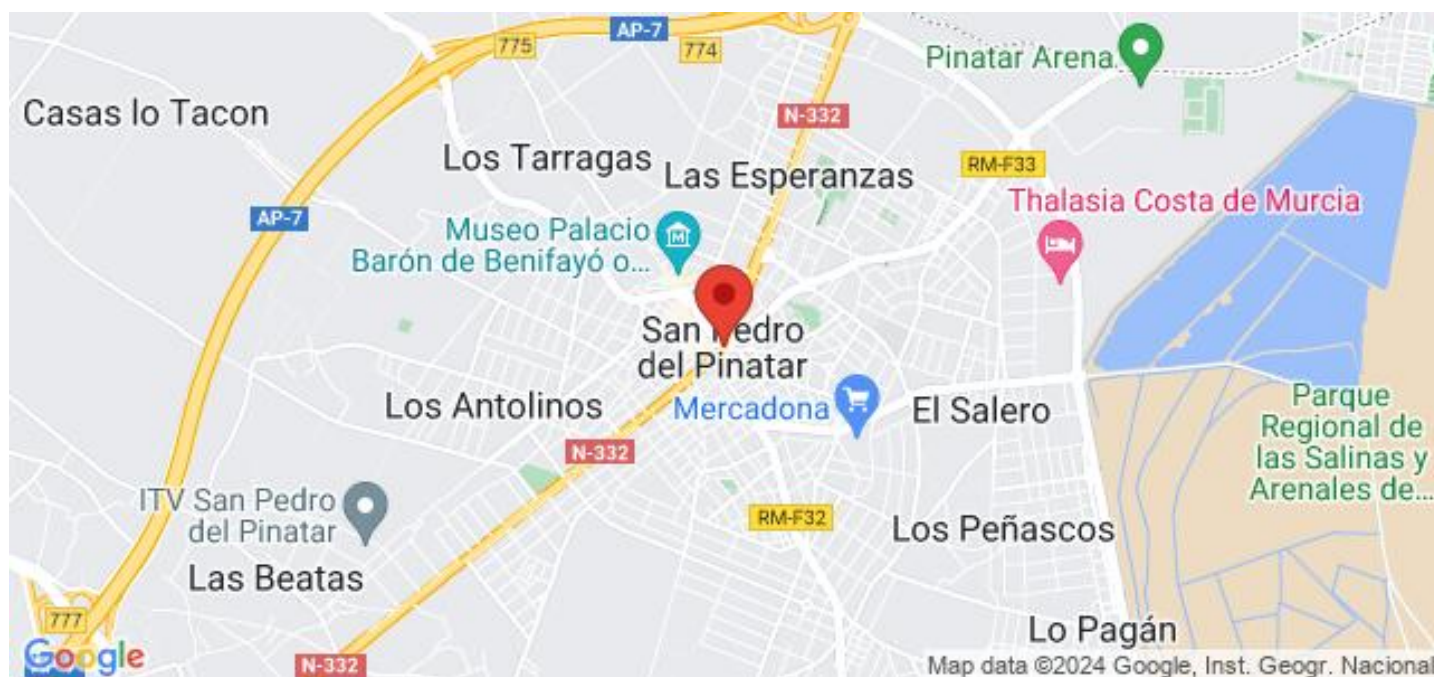 AP-7
775
774
Pinatar Arena
Casas lo Tacon
N-332
Los Tarragas
Las Esperanzas
RM-F33
Thalasia Costa de Murcia
AP-7
Museo Palacio
Barón de Benifayó o...
San Pedro
del Pinatar
Los Antolinos
Mercadona
El Salero
Parque
Regional de
las Salinas y
Arenales de...
N-332
ITV San Pedro
del Pinatar
RM-F32
Los Peñascos
Las Beatas
777
Lo Pagán
Google
N-332
Map data ©2024 Google, Inst. Geogr. Nacional